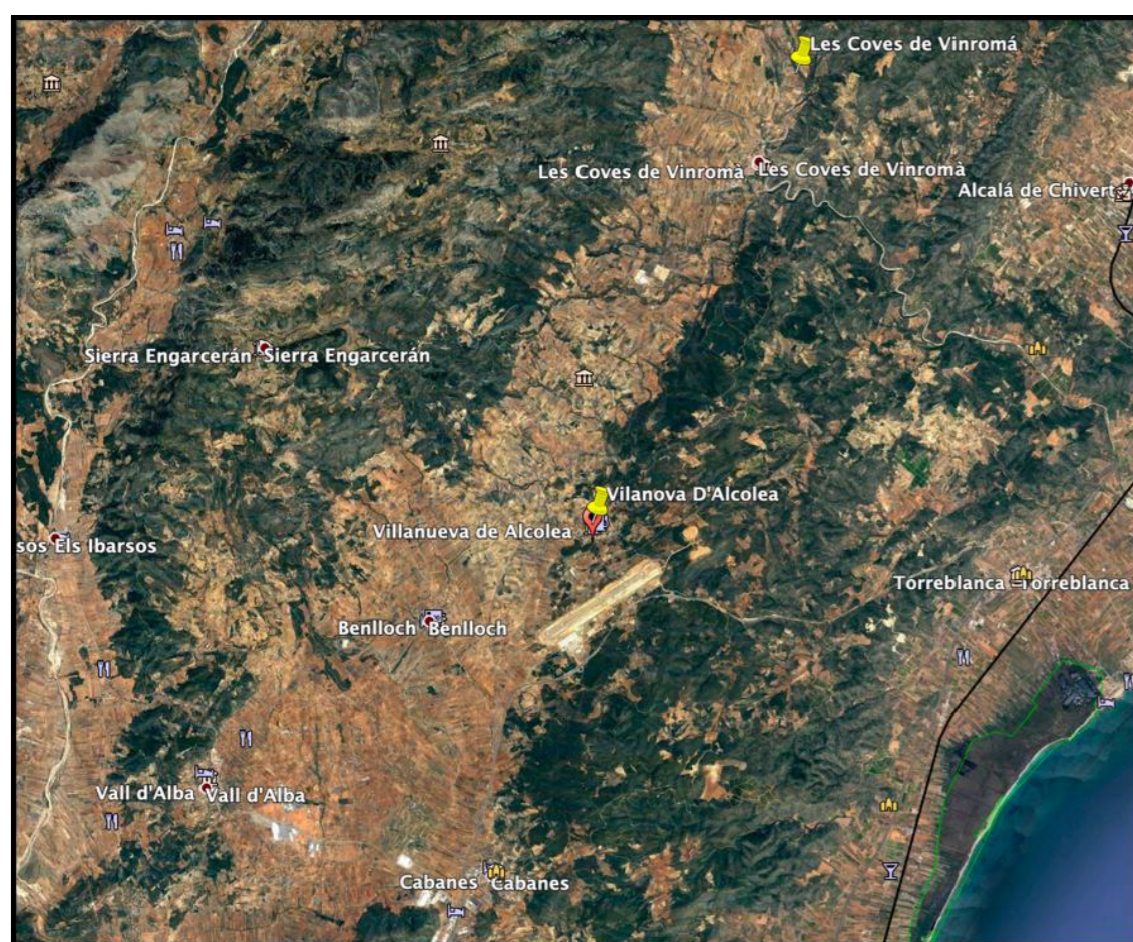 Les Coves de Vinromá
Les Coves de Vinromà Les Coves de Vinromà
Alcalá de Chivert
Sierra Engarcerán Sierra Engarcerán
Vilanova D'Alcolea
Villanueva de Alcolea
sos Els Ibarsos
Torreblanca Torreblanca
Benlloch Benlloch
Vall d'Alba Vall d'Alba
Cabanes Cabanes